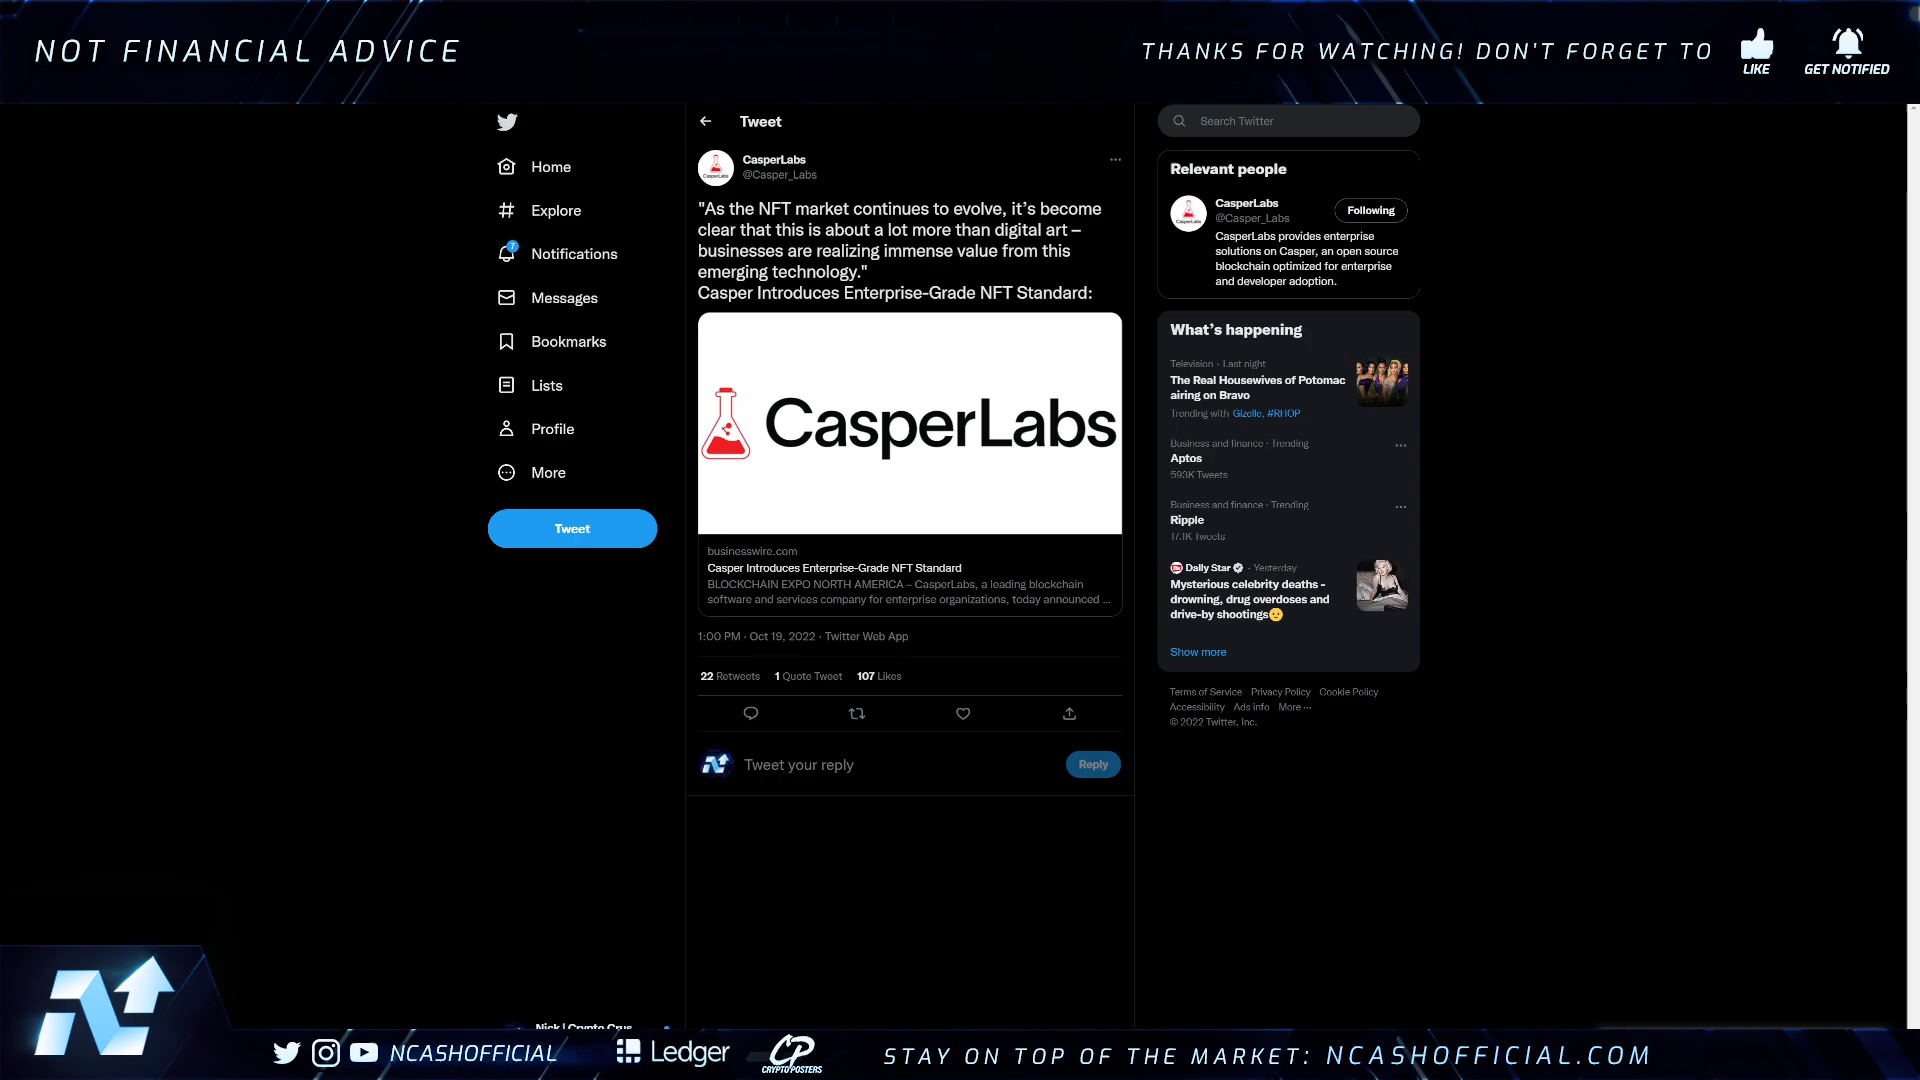 NOT FINANCIAL ADVICE
THANKS FOR WATCHING! DON'T FORGET TO
LIKE
GET NOTIFIED
Home
Explore
7
Notifications
Messages
Bookmarks
Lists
Profile
More
Tweet
Tweet
CasperLabs
@Casper_Labs
"As the NFT market continues to evolve, it's become
clear that this is about a lot more than digital art –
businesses are realizing immense value from this
emerging technology."
Casper Introduces Enterprise-Grade NFT Standard:
CasperLabs
businesswire.com
Casper Introduces Enterprise-Grade NFT Standard
BLOCKCHAIN EXPO NORTH AMERICA – CasperLabs, a leading blockchain
software and services company for enterprise organizations, today announced ...
1:00 PM · Oct 19, 2022 · Twitter Web App
22 Retweets 1 Quote Tweet 107 Likes
Tweet your reply
Reply
Search Twitter
Relevant people
CasperLabs
@Casper_Labs
Following
CasperLabs provides enterprise
solutions on Casper, an open source
blockchain optimized for enterprise
and developer adoption.
What's happening
Television · Last night
The Real Housewives of Potomac
airing on Bravo
Trending with Gizelle, #RHOP
Business and finance · Trending
Aptos
593K Tweets
Business and finance · Trending
Ripple
17.1K Tweets
Daily Star · Yesterday
Mysterious celebrity deaths -
drowning, drug overdoses and
drive-by shootings😟
Show more
Terms of Service Privacy Policy Cookie Policy
Accessibility Ads info More ···
© 2022 Twitter, Inc.
Nick | Crypto Crus
NCASHOFFICIAL
Ledger
CP
CRYPTOPOSTERS
STAY ON TOP OF THE MARKET: NCASHOFFICIAL.COM